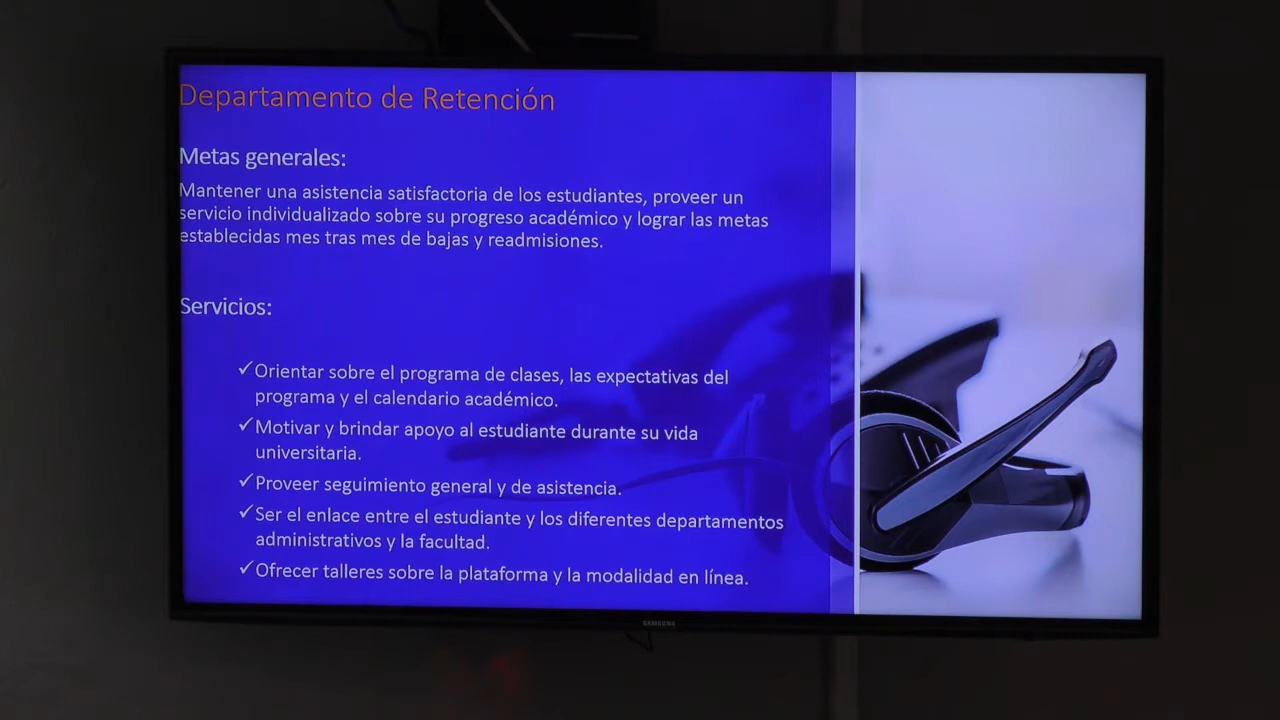 Departamento de Retención
Metas generales:
Mantener una asistencia satisfactoria de los estudiantes, proveer un
servicio individualizado sobre su progreso académico y lograr las metas
establecidas mes tras mes de bajas y readmisiones.
Servicios:
✓Orientar sobre el programa de clases, las expectativas del
programa y el calendario académico.
✓Motivar y brindar apoyo al estudiante durante su vida
universitaria.
✓Proveer seguimiento general y de asistencia.
✓Ser el enlace entre el estudiante y los diferentes departamentos
administrativos y la facultad.
✓Ofrecer talleres sobre la plataforma y la modalidad en línea.
SAMSUNG